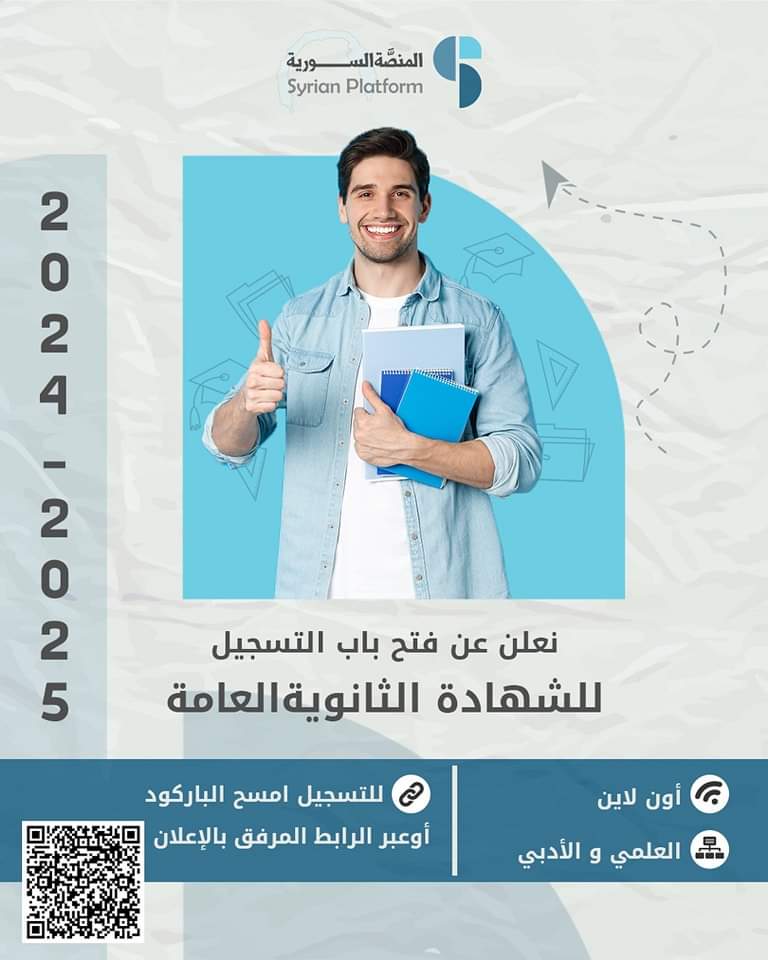 المنصَّة السـورية
Syrian Platform
2024-2025
نعلن عن فتح باب التسجيل
للشهادة الثانويةالعامة
أون لاين
العلمي و الأدبي
للتسجيل امسح الباركود
أوعبر الرابط المرفق بالإعلان